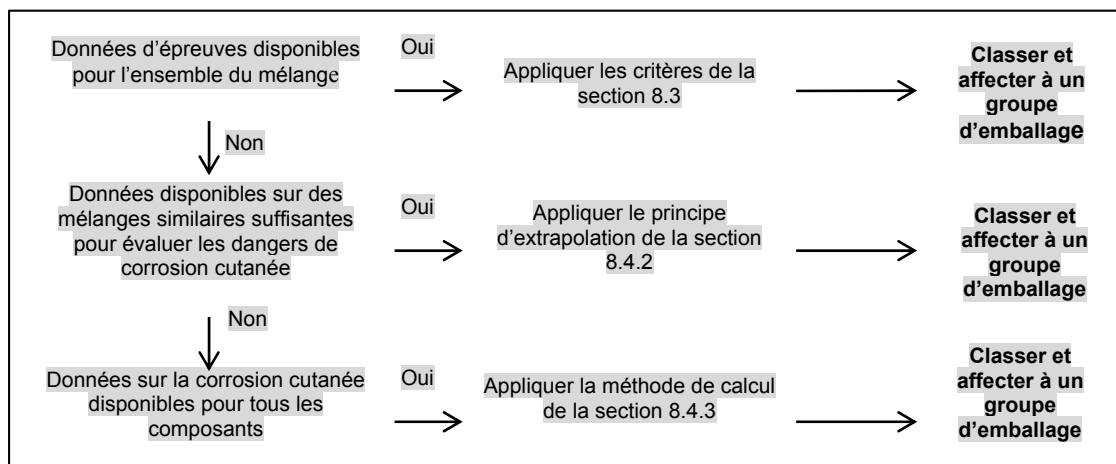 Données d’épreuves disponibles
pour l’ensemble du mélange
Oui
Appliquer les critères de la
section 8.3
Classer et
affecter à un
groupe
d’emballage
Non
Données disponibles sur des
mélanges similaires suffisantes
pour évaluer les dangers de
corrosion cutanée
Oui
Appliquer le principe
d’extrapolation de la section
8.4.2
Classer et
affecter à un
groupe
d’emballage
Non
Données sur la corrosion cutanée
disponibles pour tous les
composants
Oui
Appliquer la méthode de calcul
de la section 8.4.3
Classer et
affecter à un
groupe
d’emballage